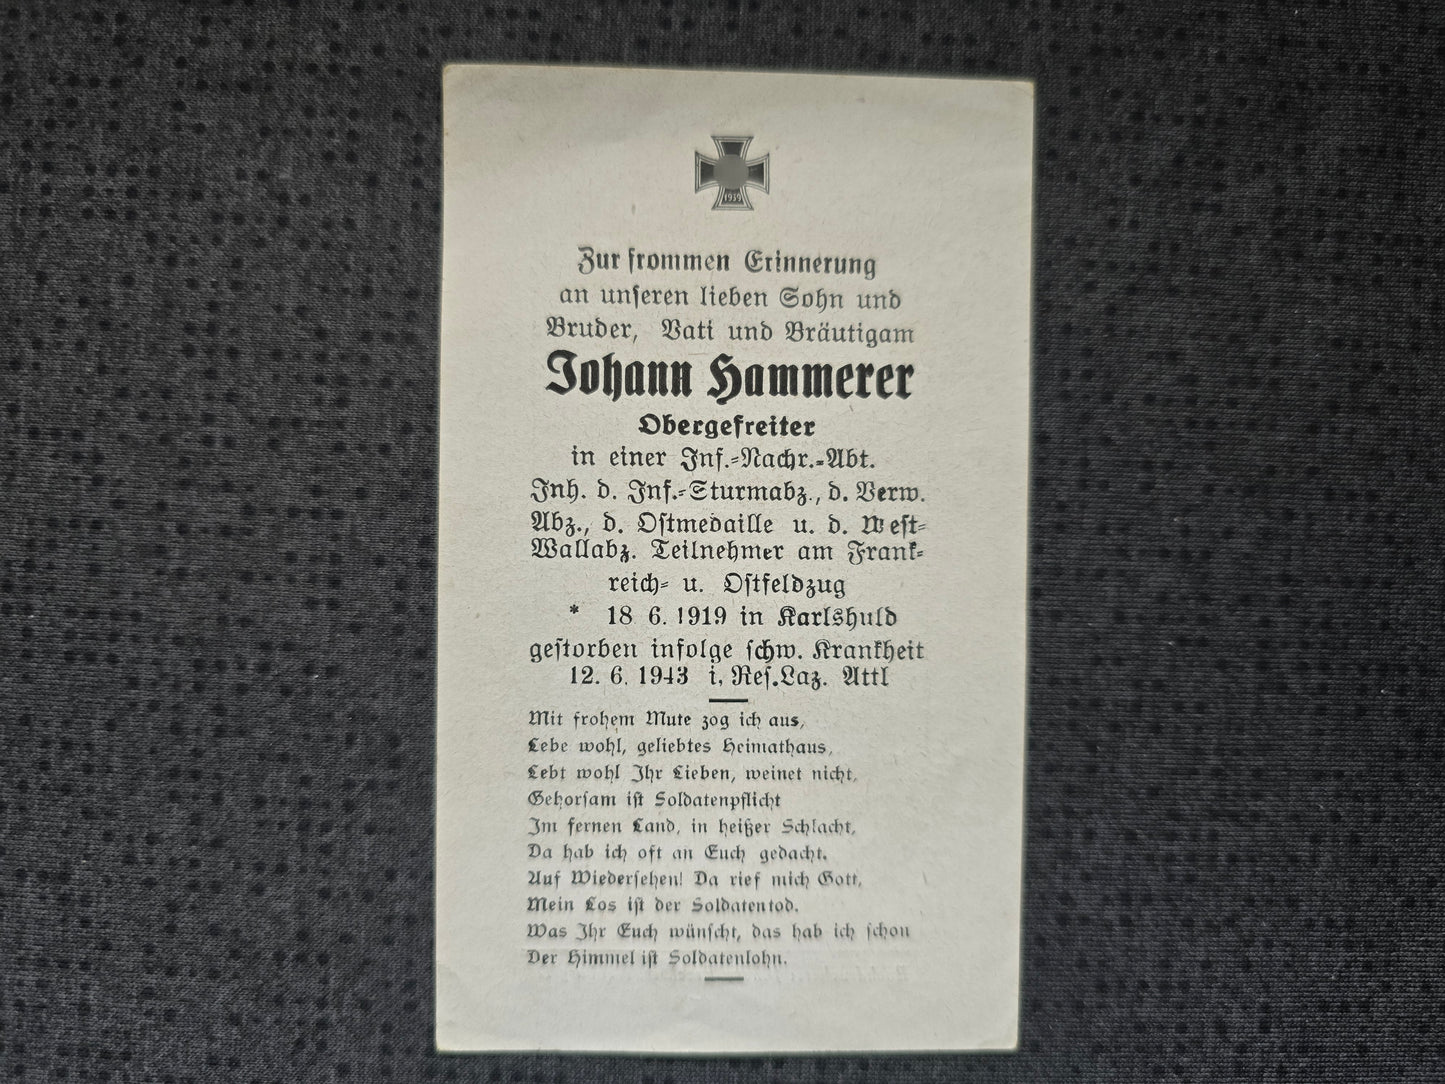 1939
Zur frommen Erinnerung
an unseren lieben Sohn und
Bruder, Vati und Bräutigam
Johann Hammerer
Obergefreiter
in einer Inf.-Nachr.-Abt.
Inh. d. Inf.-Sturmabz., d. Verw.
Abz., d. Ostmedaille u. d. West-
Wallabz. Teilnehmer am Frank-
reich- u. Ostfeldzug
* 18 6. 1919 in Karlshuld
gestorben infolge schw. Krankheit
12. 6. 1943 i. Res.Laz. Attl
Mit frohem Mute zog ich aus,
Lebe wohl, geliebtes Heimathaus,
Lebt wohl Ihr Lieben, weinet nicht,
Gehorsam ist Soldatenpflicht
Im fernen Land, in heißer Schlacht,
Da hab ich oft an Euch gedacht.
Auf Wiedersehen! Da rief mich Gott,
Mein Los ist der Soldatentod.
Was Ihr Euch wünscht, das hab ich schon
Der Himmel ist Soldatenlohn.